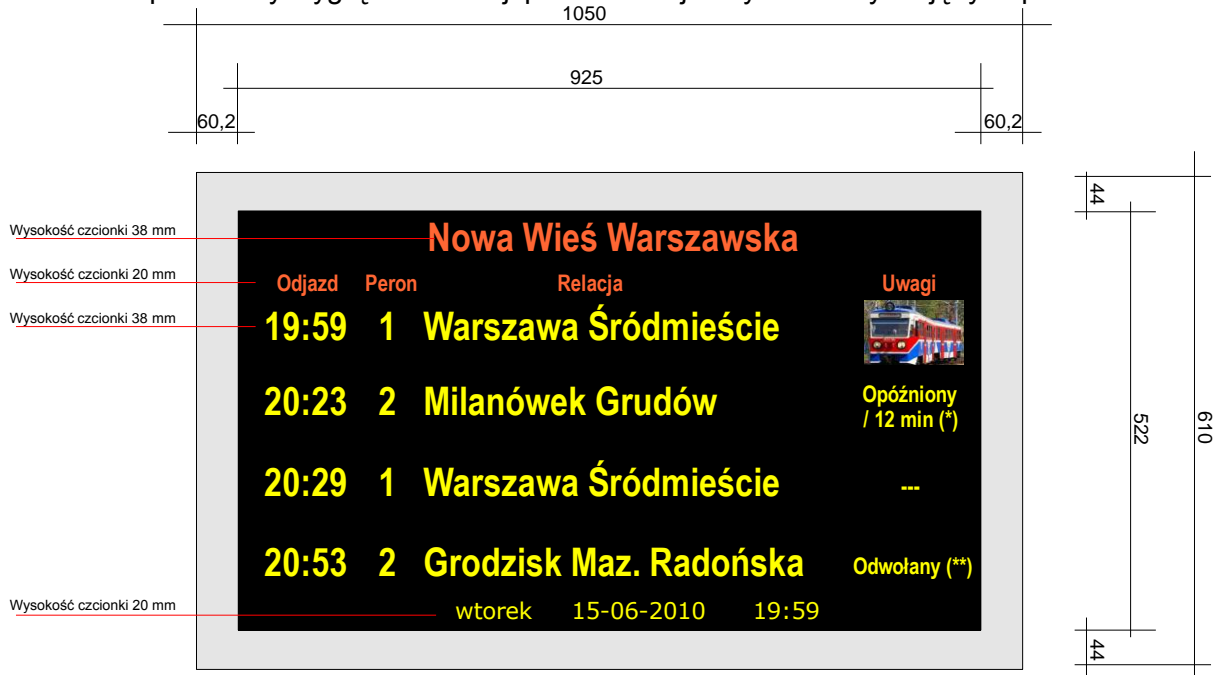 1050
925
60,2
60,2
44
Wysokość czcionki 38 mm
Nowa Wieś Warszawska
Wysokość czcionki 20 mm
Odjazd Peron Relacja Uwagi
Wysokość czcionki 38 mm
19:59 1 Warszawa Śródmieście
20:23 2 Milanówek Grudów
Opóźniony
/ 12 min (*)
522
610
20:29 1 Warszawa Śródmieście ---
20:53 2 Grodzisk Maz. Radońska Odwołany (**)
Wysokość czcionki 20 mm
wtorek 15-06-2010 19:59
44